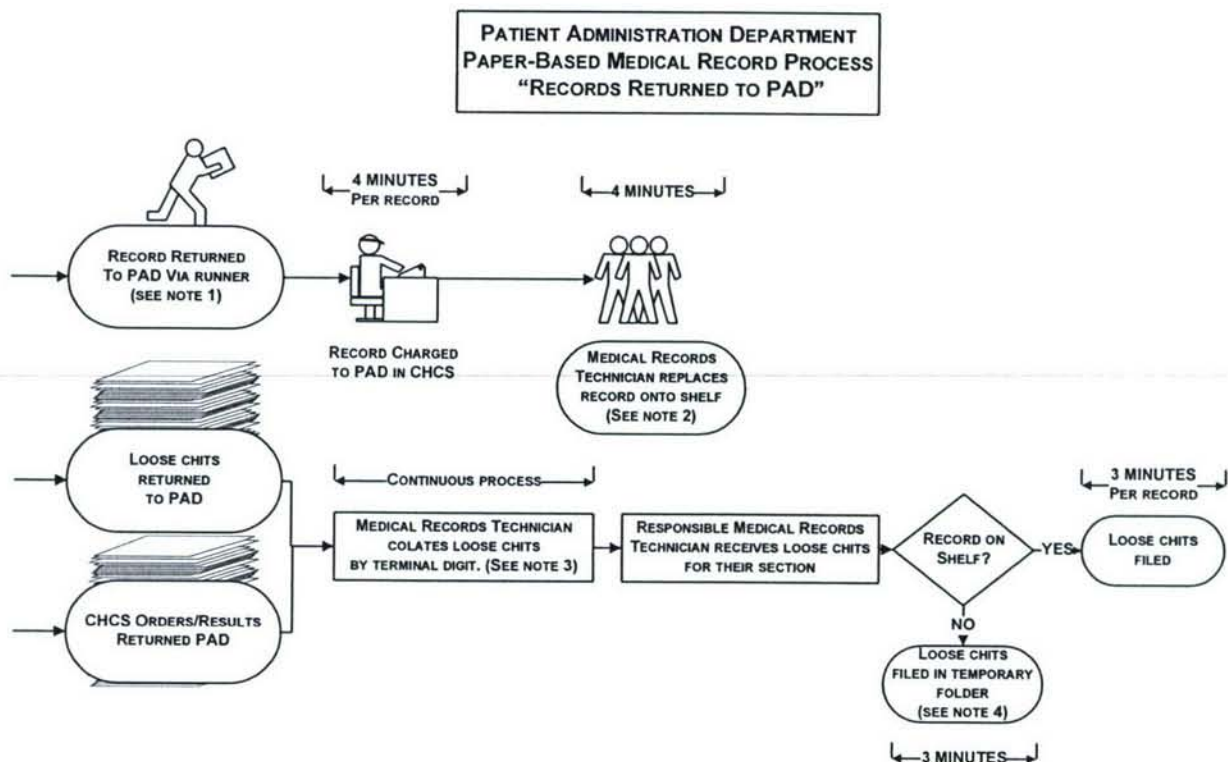 PATIENT ADMINISTRATION DEPARTMENT
PAPER-BASED MEDICAL RECORD PROCESS
"RECORDS RETURNED TO PAD"
4 MINUTES
PER RECORD
4 MINUTES
RECORD RETURNED
TO PAD VIA RUNNER
(SEE NOTE 1)
RECORD CHARGED
TO PAD IN CHCS
MEDICAL RECORDS
TECHNICIAN REPLACES
RECORD ONTO SHELF
(SEE NOTE 2)
LOOSE CHITS
RETURNED
TO PAD
CONTINUOUS PROCESS
3 MINUTES
PER RECORD
MEDICAL RECORDS TECHNICIAN
COLATES LOOSE CHITS
BY TERMINAL DIGIT. (SEE NOTE 3)
RESPONSIBLE MEDICAL RECORDS
TECHNICIAN RECEIVES LOOSE CHITS
FOR THEIR SECTION
RECORD ON
SHELF?
YES
LOOSE CHITS
FILED
CHCS ORDERS/RESULTS
RETURNED PAD
NO
LOOSE CHITS
FILED IN TEMPORARY
FOLDER
(SEE NOTE 4)
3 MINUTES